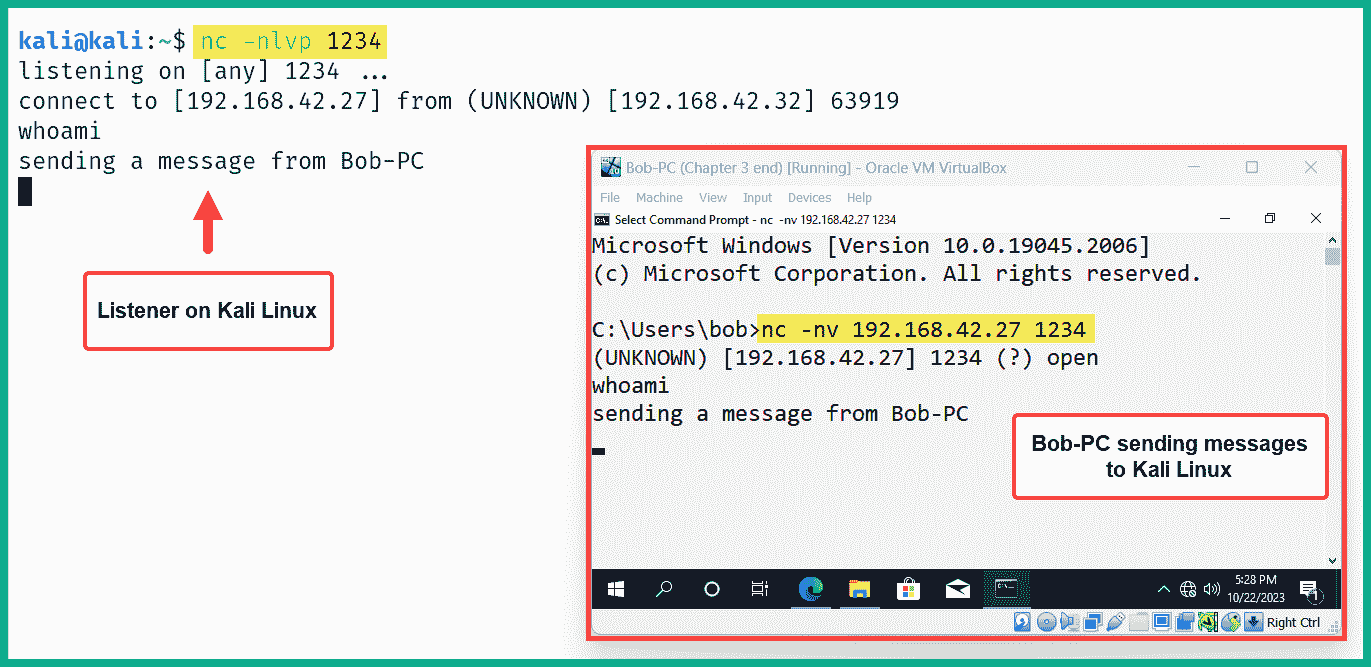 kali@kali:~$ nc -nlvp 1234
listening on [any] 1234 ...
connect to [192.168.42.27] from (UNKNOWN) [192.168.42.32] 63919
whoami
sending a message from Bob-PC
Listener on Kali Linux
Bob-PC (Chapter 3 end) [Running] - Oracle VM VirtualBox
File Machine View Input Devices Help
Select Command Prompt - nc -nv 192.168.42.27 1234
Microsoft Windows [Version 10.0.19045.2006]
(c) Microsoft Corporation. All rights reserved.
C:\Users\bob>nc -nv 192.168.42.27 1234
(UNKNOWN) [192.168.42.27] 1234 (?) open
whoami
sending a message from Bob-PC
Bob-PC sending messages
to Kali Linux
5:28 PM
10/22/2023
1
Right Ctrl